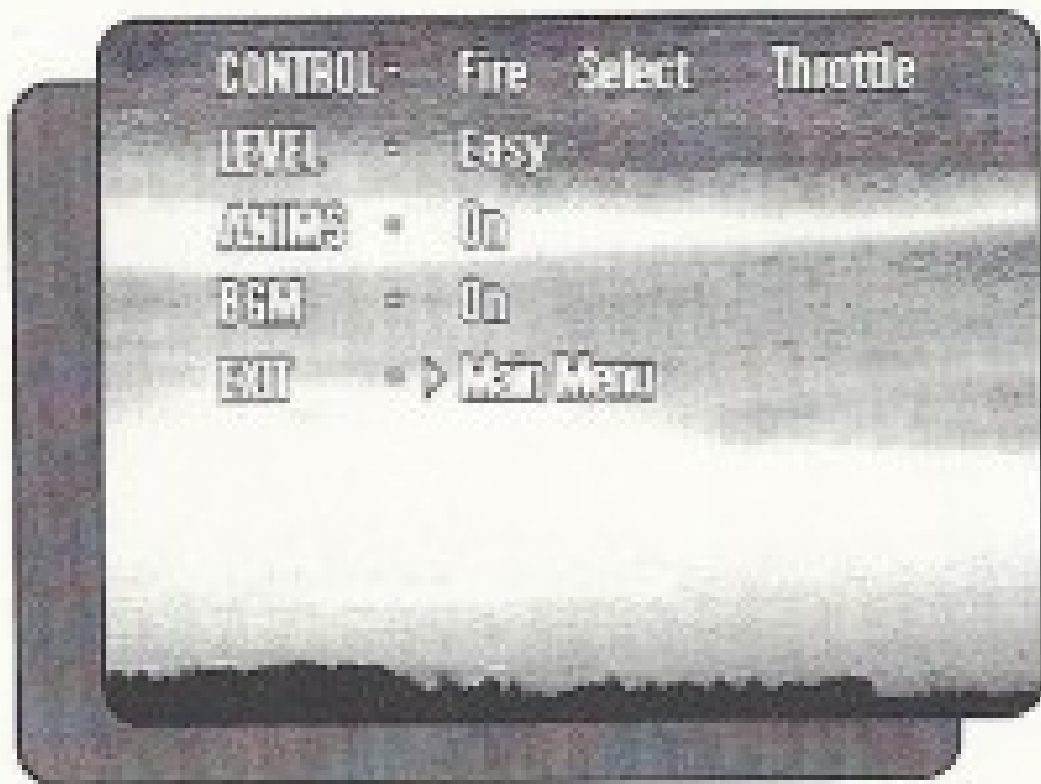 CONTROL- Fire Select Throttle
LEVEL = Easy
ANIMS = On
BGM = On
EXIT = > Main Menu